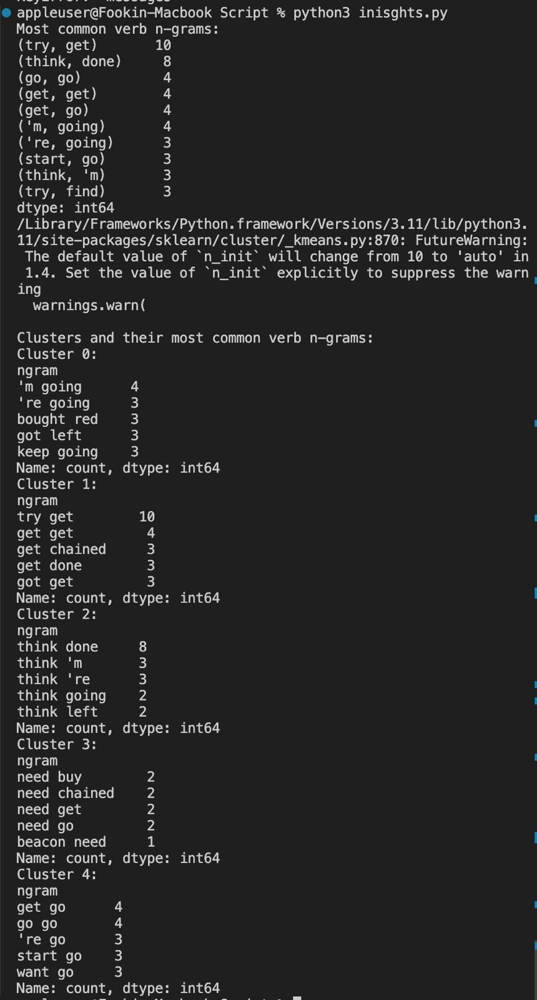 appleuser@Fookin-Macbook Script % python3 inisghts.py
Most common verb n-grams:
(try, get)       10
(think, done)     8
(go, go)          4
(get, get)        4
(get, go)         4
('m, going)       4
('re, going)      3
(start, go)       3
(think, 'm)       3
(try, find)       3
dtype: int64
/Library/Frameworks/Python.framework/Versions/3.11/lib/python3.
11/site-packages/sklearn/cluster/_kmeans.py:870: FutureWarning:
 The default value of `n_init` will change from 10 to 'auto' in
 1.4. Set the value of `n_init` explicitly to suppress the warn
ing
  warnings.warn(
Clusters and their most common verb n-grams:
Cluster 0:
ngram
'm going      4
're going     3
bought red    3
got left      3
keep going    3
Name: count, dtype: int64
Cluster 1:
ngram
try get        10
get get         4
get chained     3
get done        3
got get         3
Name: count, dtype: int64
Cluster 2:
ngram
think done     8
think 'm       3
think 're      3
think going    2
think left     2
Name: count, dtype: int64
Cluster 3:
ngram
need buy        2
need chained    2
need get        2
need go         2
beacon need     1
Name: count, dtype: int64
Cluster 4:
ngram
get go      4
go go       4
're go      3
start go    3
want go     3
Name: count, dtype: int64